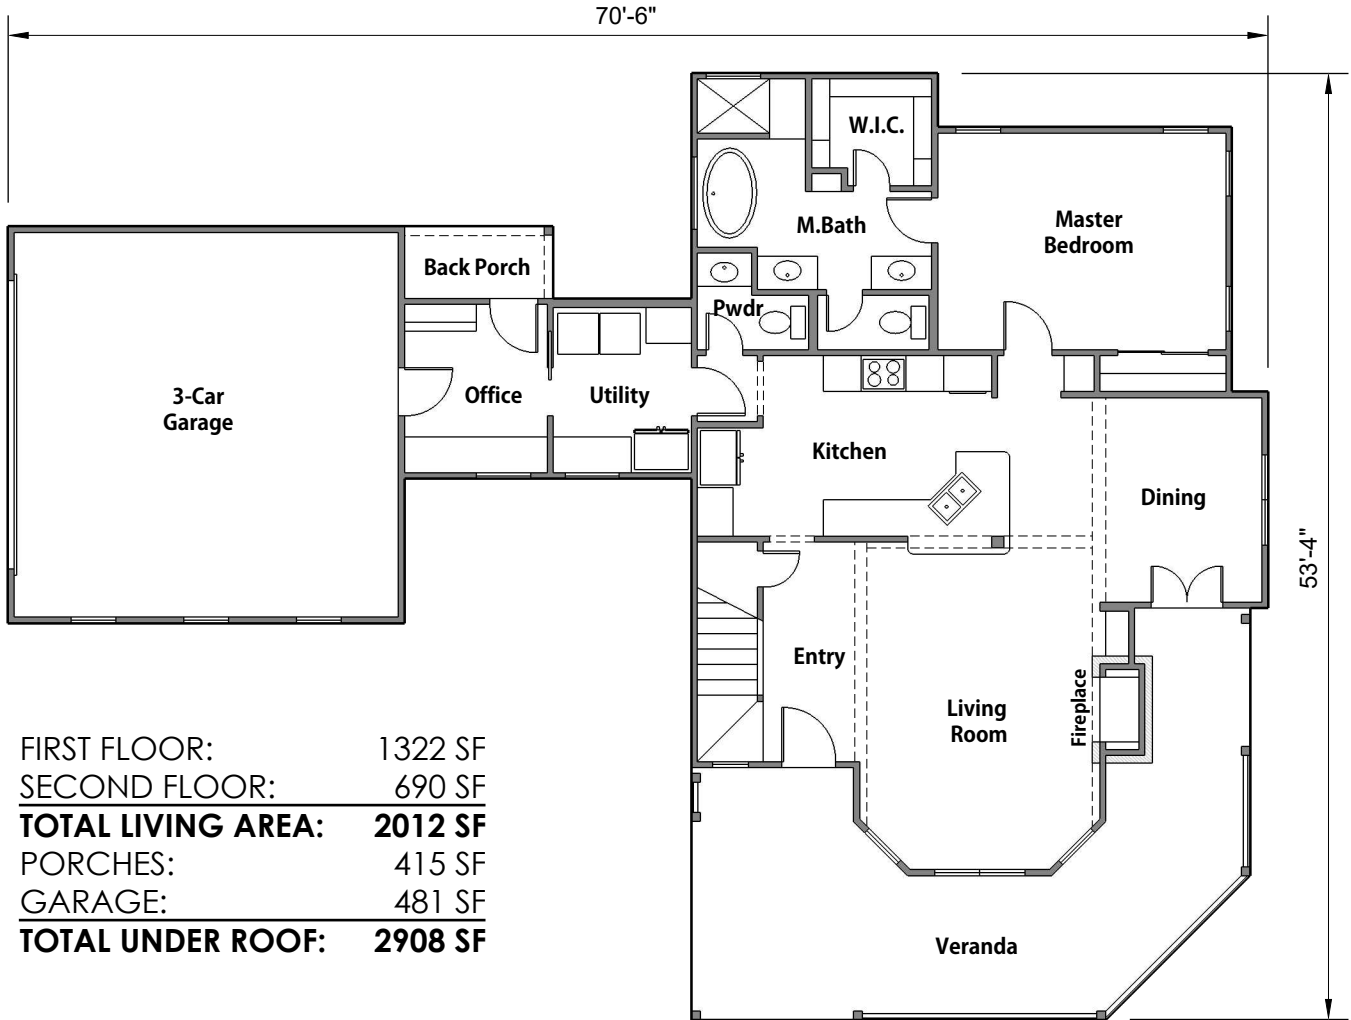 70'-6"
W.I.C.
M.Bath
Master
Bedroom
Back Porch
Pwdr
3-Car
Garage
Office
Utility
Kitchen
Dining
53'-4"
Entry
Living
Room
Fireplace
Veranda
FIRST FLOOR: 1322 SF
SECOND FLOOR: 690 SF
TOTAL LIVING AREA: 2012 SF
PORCHES: 415 SF
GARAGE: 481 SF
TOTAL UNDER ROOF: 2908 SF